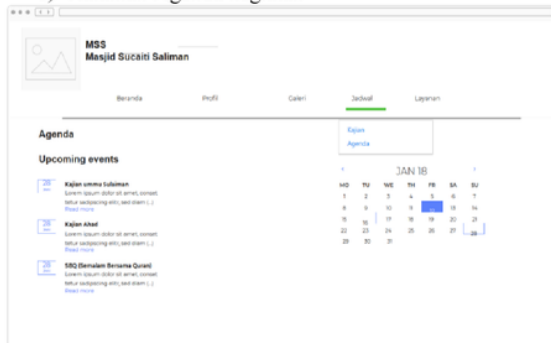 MSS
Masjid Sucaiti Saliman
Beranda Profil Galeri Jadwal Layanan
Kajian
Agenda
Agenda
Upcoming events
JAN 18
MO TU WE TH FR SA SU
1 2 3 4 5 6 7
8 9 10 11 12 13 14
15 16 17 18 19 20 21
22 23 24 25 26 27 28
29 30 31
28
Kajian ummu Sulaiman
Lorem ipsum dolor sit amet, conset
tetur sadipscing elitr, sed diam (...)
Read more
28
Kajian Ahad
Lorem ipsum dolor sit amet, conset
tetur sadipscing elitr, sed diam (...)
Read more
28
SBQ (Semalam Bersama Quran)
Lorem ipsum dolor sit amet, conset
tetur sadipscing elitr, sed diam (...)
Read more